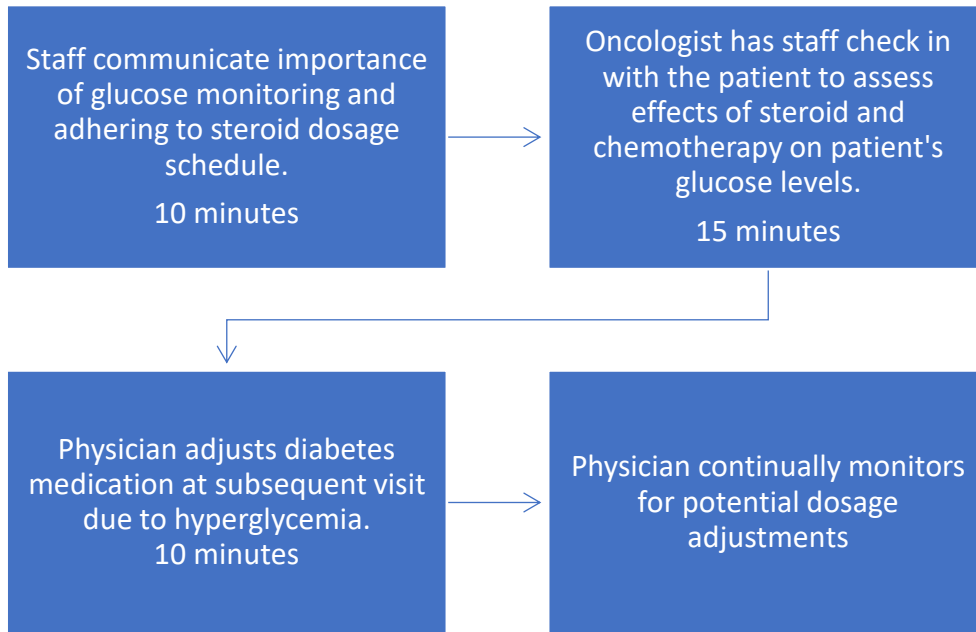 Staff communicate importance
of glucose monitoring and
adhering to steroid dosage
schedule.
10 minutes
Oncologist has staff check in
with the patient to assess
effects of steroid and
chemotherapy on patient's
glucose levels.
15 minutes
Physician adjusts diabetes
medication at subsequent visit
due to hyperglycemia.
10 minutes
Physician continually monitors
for potential dosage
adjustments